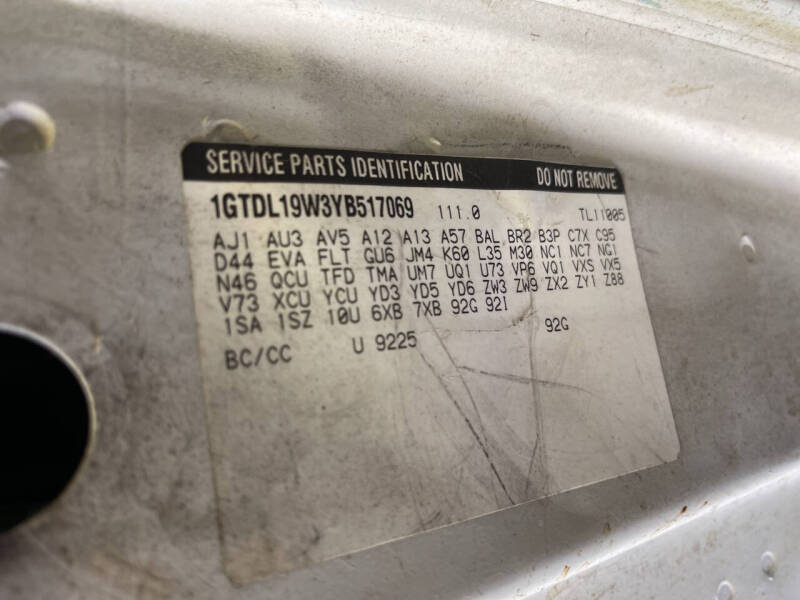 SERVICE PARTS IDENTIFICATION DO NOT REMOVE
1GTDL19W3YB517069 111.0 TL11005
AJ1 AU3 AV5 A12 A13 A57 BAL BR2 B3P C7X C95
D44 EVA FLT GU6 JM4 K60 L35 M30 NC1 NC7 NG1
N46 QCU TFD TMA UM7 UQ1 U73 VP6 VQ1 VXS VX5
V73 XCU YCU YD3 YD5 YD6 ZW3 ZW9 ZX2 ZY1 Z88
1SA 1SZ 10U 6XB 7XB 92G 92I
BC/CC U 9225 92G